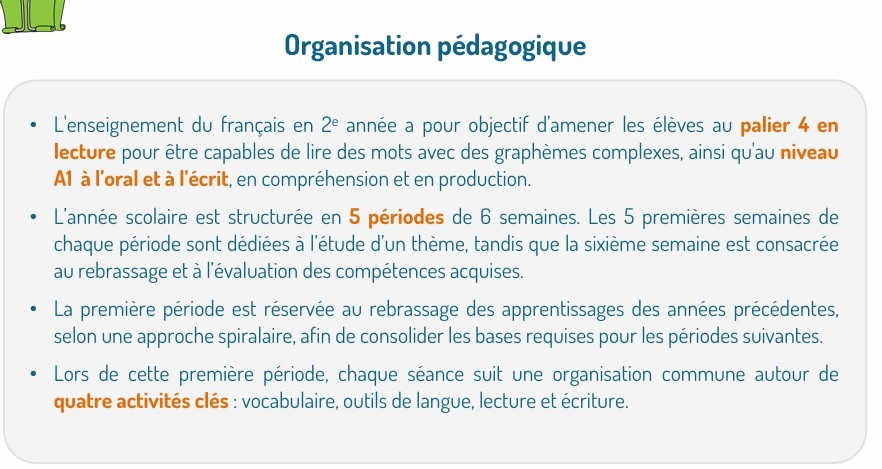 Organisation pédagogique
• L'enseignement du français en 2e année a pour objectif d'amener les élèves au palier 4 en
lecture pour être capables de lire des mots avec des graphèmes complexes, ainsi qu'au niveau
A1 à l'oral et à l'écrit, en compréhension et en production.
• L'année scolaire est structurée en 5 périodes de 6 semaines. Les 5 premières semaines de
chaque période sont dédiées à l'étude d'un thème, tandis que la sixième semaine est consacrée
au rebrassage et à l'évaluation des compétences acquises.
• La première période est réservée au rebrassage des apprentissages des années précédentes,
selon une approche spiralaire, afin de consolider les bases requises pour les périodes suivantes.
• Lors de cette première période, chaque séance suit une organisation commune autour de
quatre activités clés : vocabulaire, outils de langue, lecture et écriture.